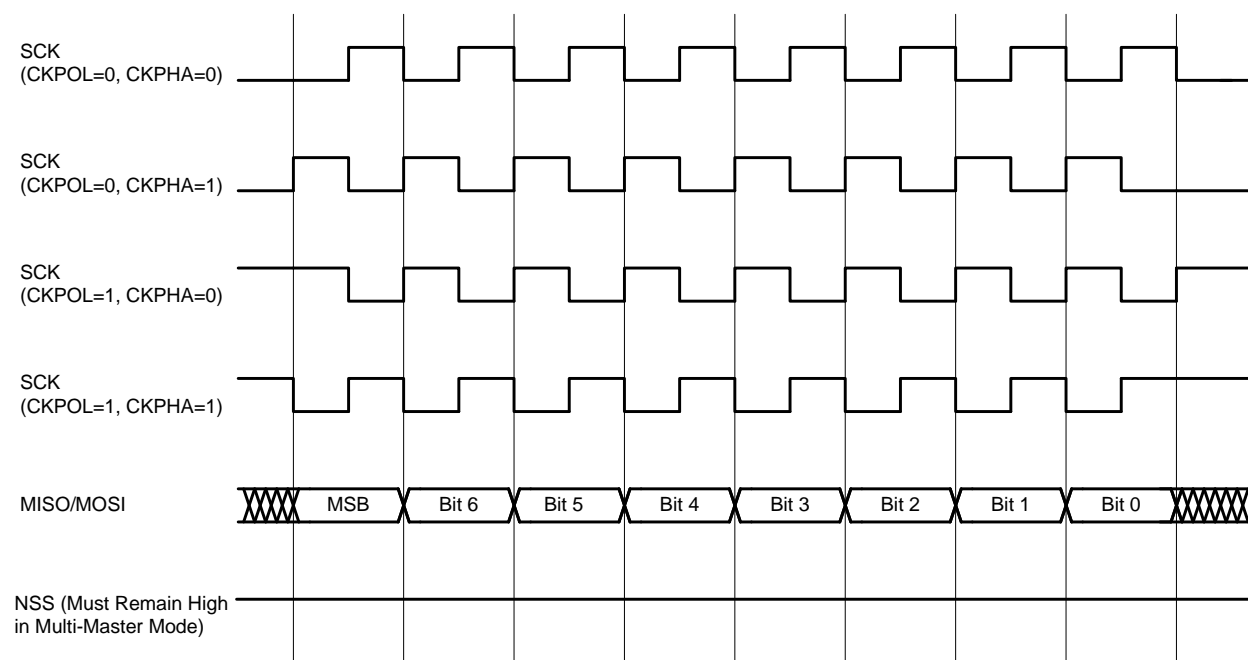 SCK
(CKPOL=0, CKPHA=0)
SCK
(CKPOL=0, CKPHA=1)
SCK
(CKPOL=1, CKPHA=0)
SCK
(CKPOL=1, CKPHA=1)
MISO/MOSI MSB Bit 6 Bit 5 Bit 4 Bit 3 Bit 2 Bit 1 Bit 0
NSS (Must Remain High
in Multi-Master Mode)